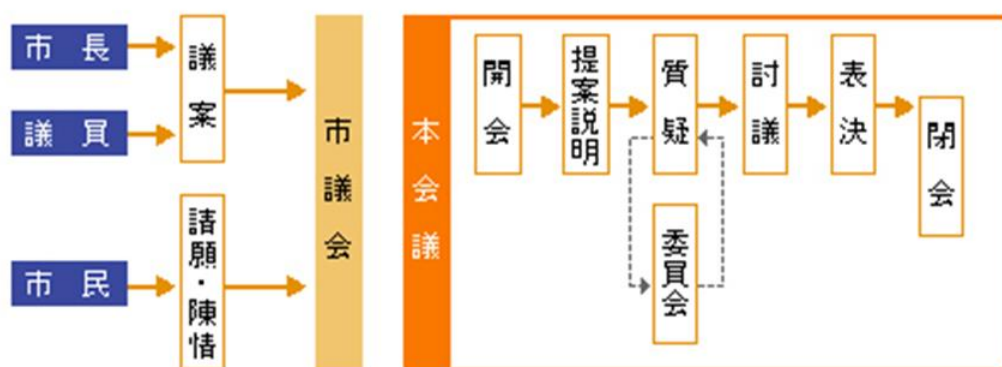 市長
議員
市民
議案
請願・陳情
市議会
本会議
開会
提案説明
質疑
討議
表決
閉会
委員会